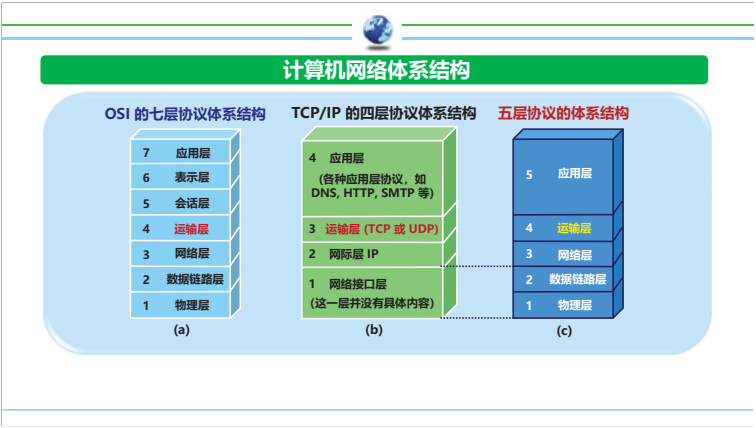 计算机网络体系结构
OSI 的七层协议体系结构
7 应用层
6 表示层
5 会话层
4 运输层
3 网络层
2 数据链路层
1 物理层
(a)
TCP/IP 的四层协议体系结构
4 应用层
(各种应用层协议，如
DNS, HTTP, SMTP 等)
3 运输层 (TCP 或 UDP)
2 网际层 IP
1 网络接口层
(这一层并没有具体内容)
(b)
五层协议的体系结构
5 应用层
4 运输层
3 网络层
2 数据链路层
1 物理层
(c)